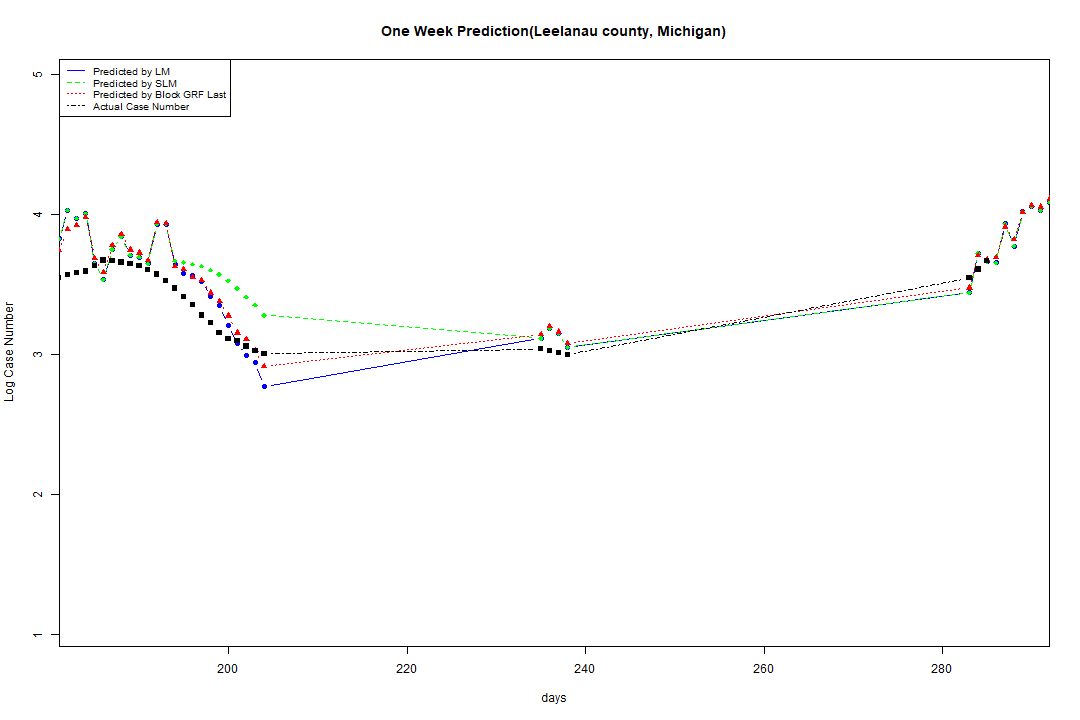 One Week Prediction(Leelanau county, Michigan)
Predicted by LM
Predicted by SLM
Predicted by Block GRF Last
Actual Case Number
5
4
3
2
1
Log Case Number
200 220 240 260 280
days